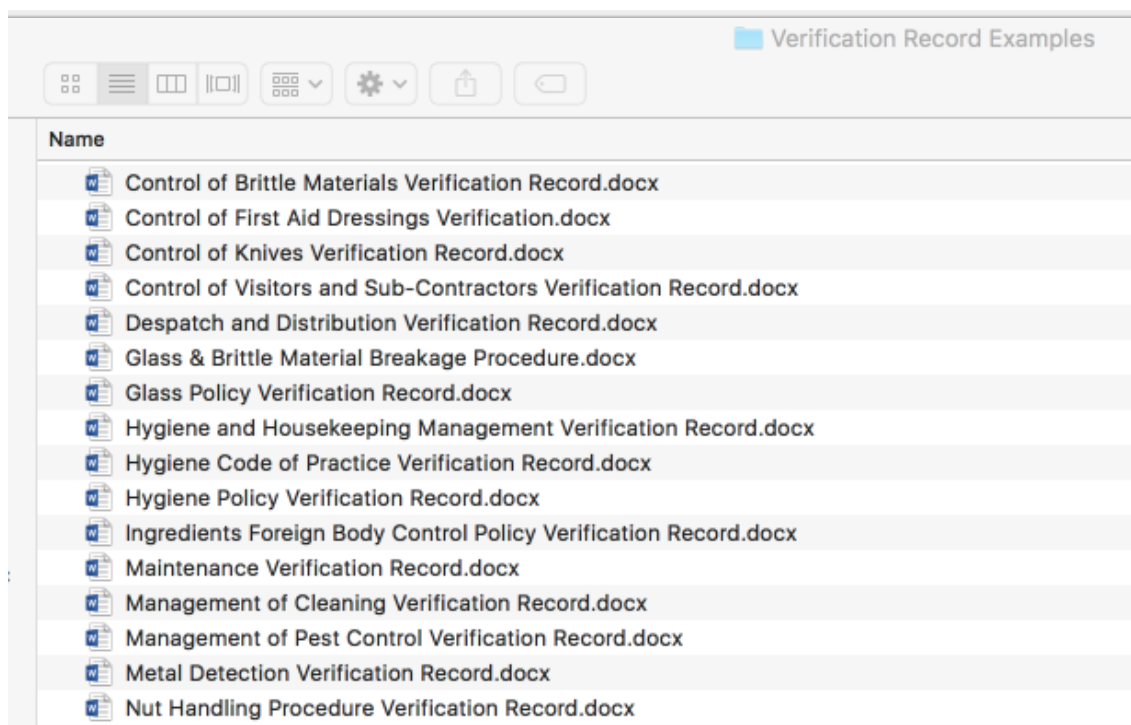 Verification Record Examples
Name
Control of Brittle Materials Verification Record.docx
Control of First Aid Dressings Verification.docx
Control of Knives Verification Record.docx
Control of Visitors and Sub-Contractors Verification Record.docx
Despatch and Distribution Verification Record.docx
Glass & Brittle Material Breakage Procedure.docx
Glass Policy Verification Record.docx
Hygiene and Housekeeping Management Verification Record.docx
Hygiene Code of Practice Verification Record.docx
Hygiene Policy Verification Record.docx
Ingredients Foreign Body Control Policy Verification Record.docx
Maintenance Verification Record.docx
Management of Cleaning Verification Record.docx
Management of Pest Control Verification Record.docx
Metal Detection Verification Record.docx
Nut Handling Procedure Verification Record.docx